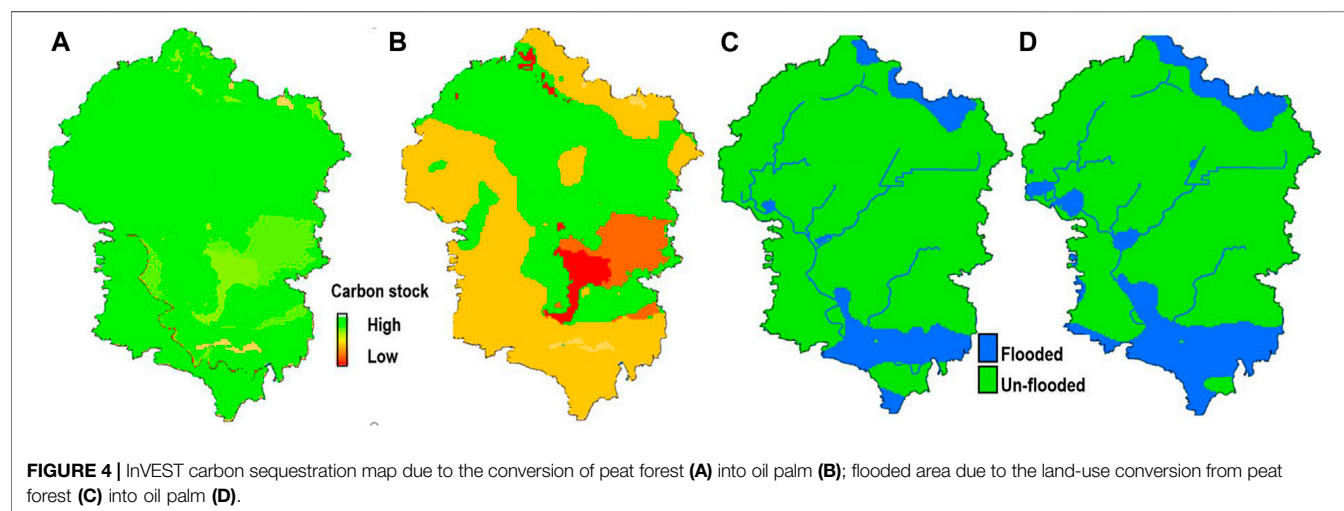 A
B
C
D
Carbon stock
High
Low
Flooded
Un-flooded
FIGURE 4 | InVEST carbon sequestration map due to the conversion of peat forest (A) into oil palm (B); flooded area due to the land-use conversion from peat
forest (C) into oil palm (D).